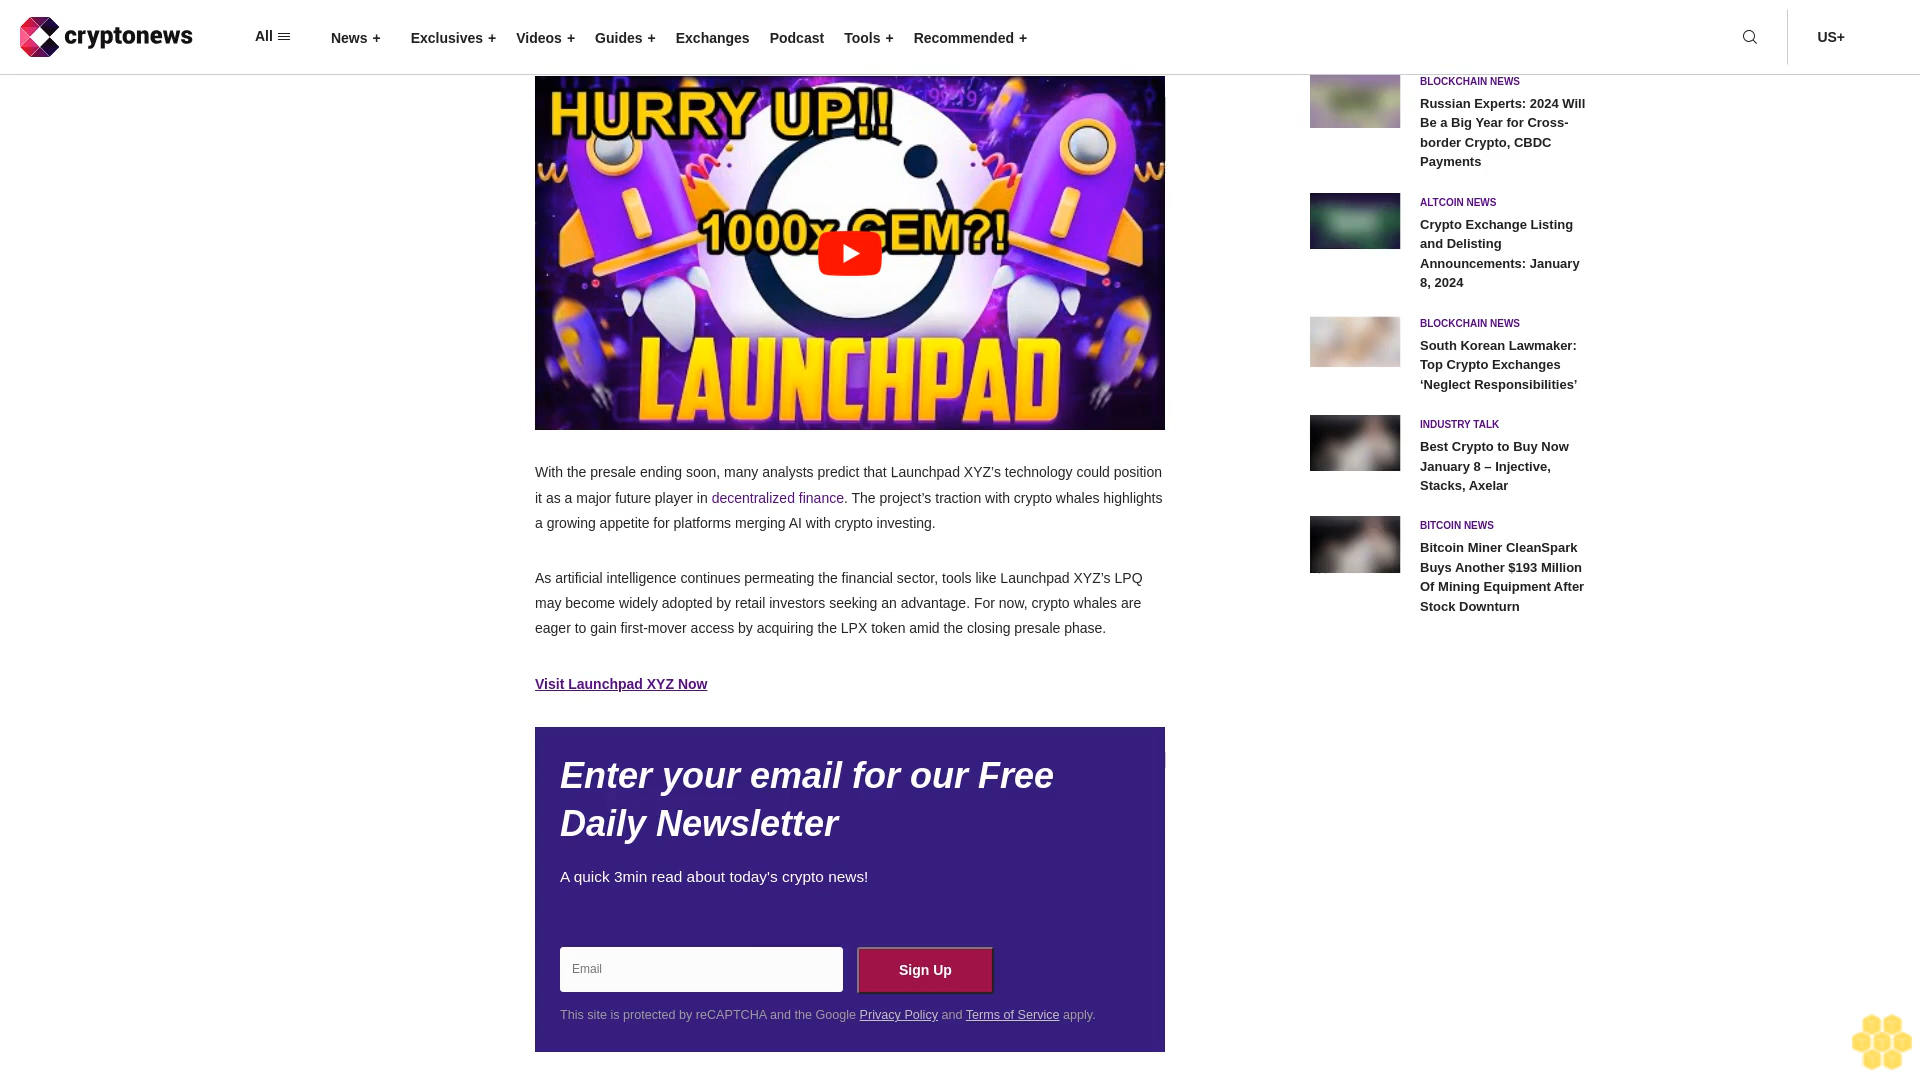 cryptonews
All
News +
Exclusives +
Videos +
Guides +
Exchanges
Podcast
Tools +
Recommended +
US+
HURRY UP!!
1000x GEM?!
LAUNCHPAD
With the presale ending soon, many analysts predict that Launchpad XYZ’s technology could position
it as a major future player in decentralized finance. The project’s traction with crypto whales highlights
a growing appetite for platforms merging AI with crypto investing.
As artificial intelligence continues permeating the financial sector, tools like Launchpad XYZ’s LPQ
may become widely adopted by retail investors seeking an advantage. For now, crypto whales are
eager to gain first-mover access by acquiring the LPX token amid the closing presale phase.
Visit Launchpad XYZ Now
Enter your email for our Free
Daily Newsletter
A quick 3min read about today's crypto news!
Email
Sign Up
This site is protected by reCAPTCHA and the Google Privacy Policy and Terms of Service apply.
BLOCKCHAIN NEWS
Russian Experts: 2024 Will
Be a Big Year for Cross-
border Crypto, CBDC
Payments
ALTCOIN NEWS
Crypto Exchange Listing
and Delisting
Announcements: January
8, 2024
BLOCKCHAIN NEWS
South Korean Lawmaker:
Top Crypto Exchanges
‘Neglect Responsibilities’
INDUSTRY TALK
Best Crypto to Buy Now
January 8 – Injective,
Stacks, Axelar
BITCOIN NEWS
Bitcoin Miner CleanSpark
Buys Another $193 Million
Of Mining Equipment After
Stock Downturn